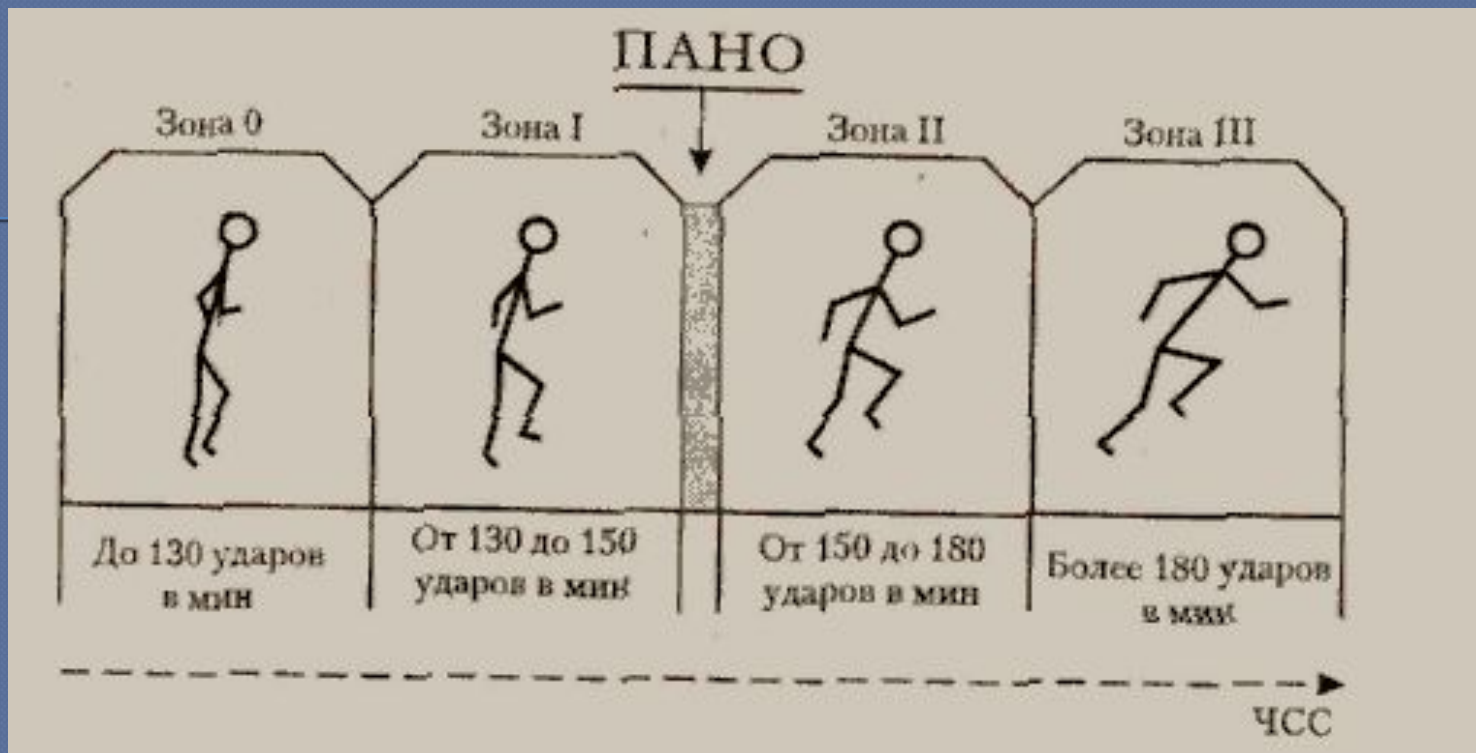 ПАНО
Зона 0
Зона I
Зона II
Зона III
До 130 ударов
в мин
От 130 до 150
ударов в мин
От 150 до 180
ударов в мин
Более 180 ударов
в мин
ЧСС